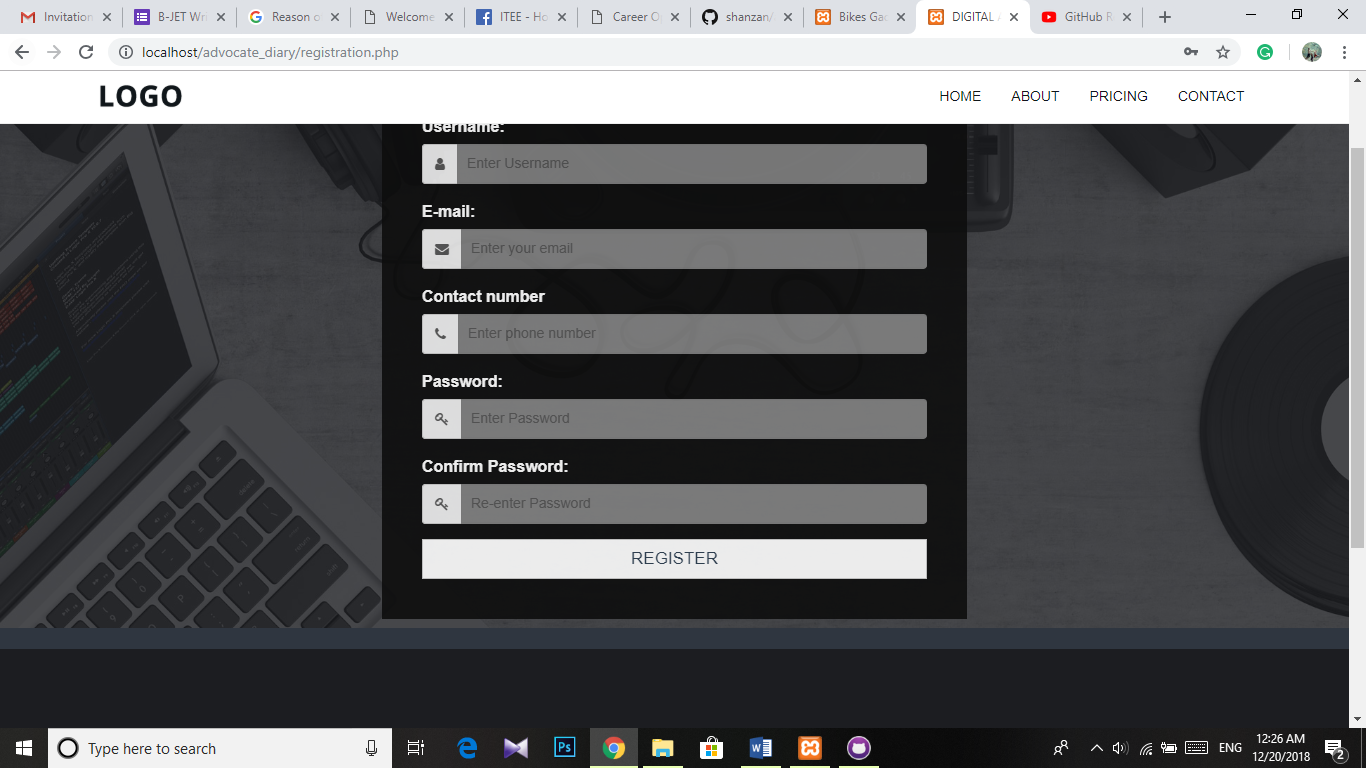 Invitation
B-JET Wri
Reason o
Welcome
ITEE - Ho
Career O
shanzan/
Bikes Gad
DIGITAL
GitHub R
localhost/advocate_diary/registration.php
LOGO
HOME ABOUT PRICING CONTACT
Username:
Enter Username
E-mail:
Enter your email
Contact number
Enter phone number
Password:
Enter Password
Confirm Password:
Re-enter Password
REGISTER
Type here to search
Ps
ENG
12:26 AM
12/20/2018
2